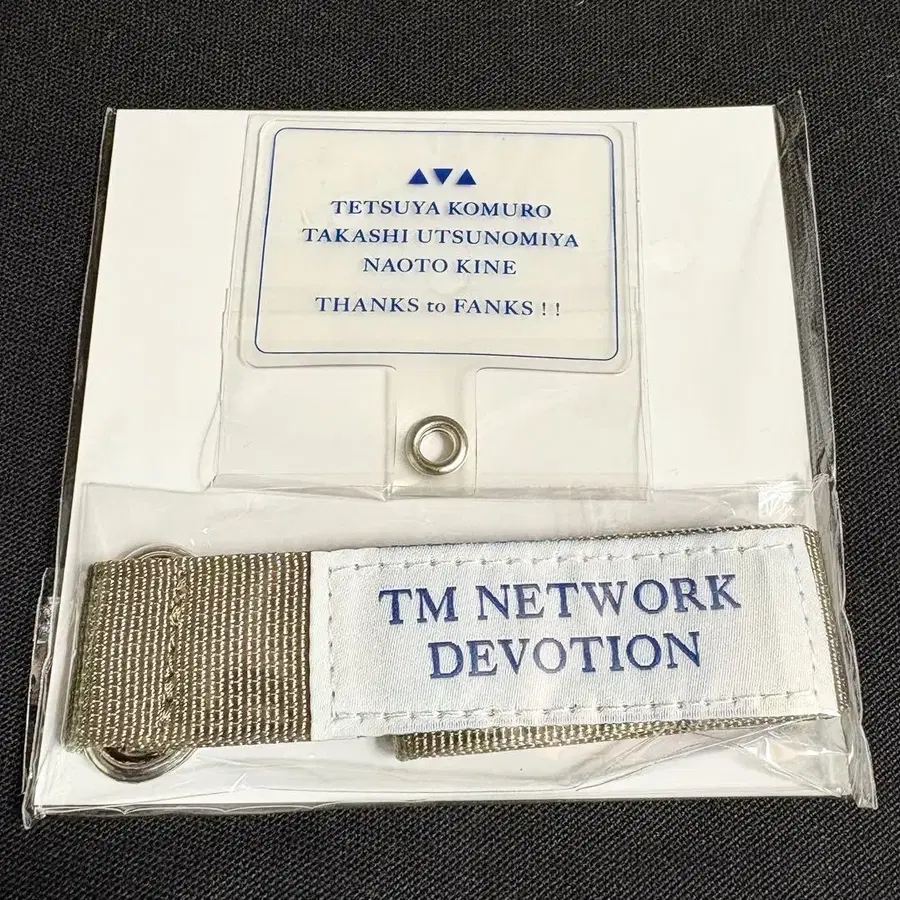 ▲▼▲
TETSUYA KOMURO
TAKASHI UTSUNOMIYA
NAOTO KINE
THANKS to FANKS!!
TM NETWORK
DEVOTION